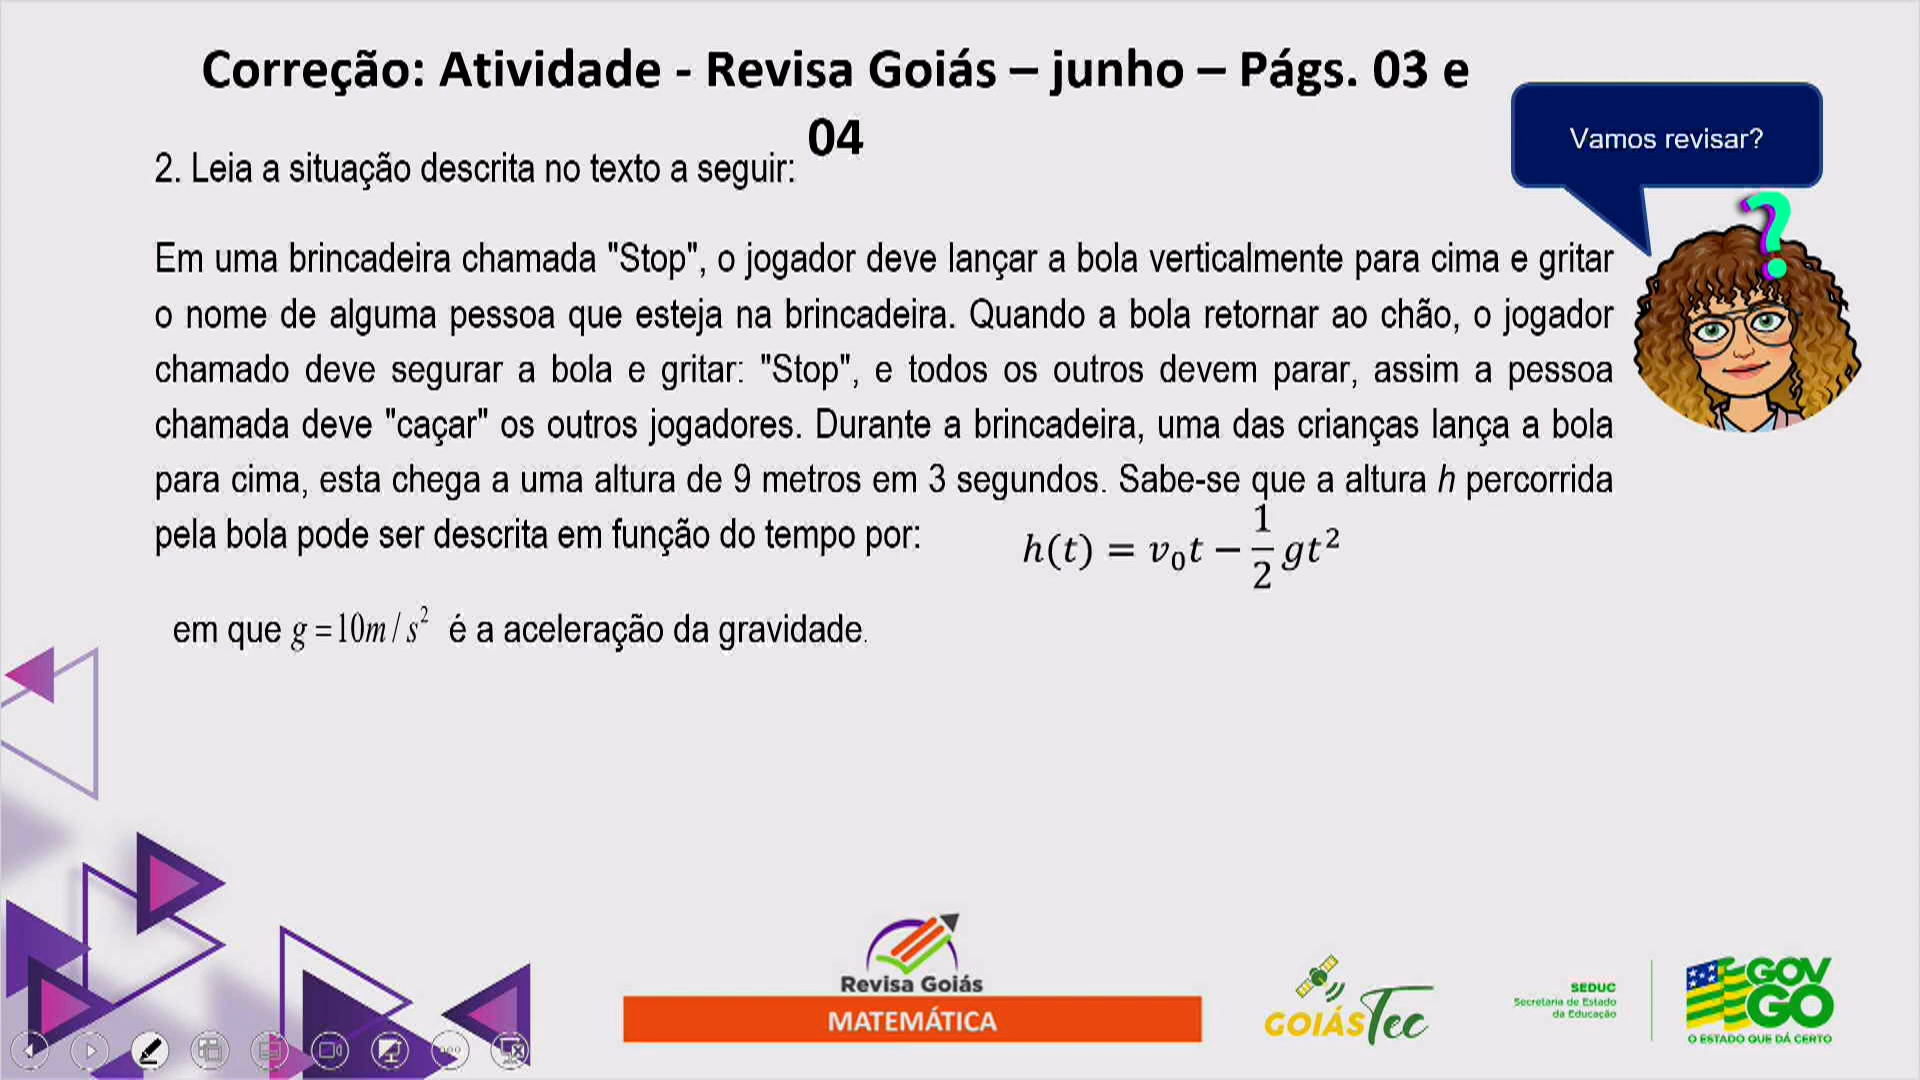 Correção: Atividade - Revisa Goiás – junho – Págs. 03 e
04
Vamos revisar?
?
2. Leia a situação descrita no texto a seguir:
Em uma brincadeira chamada "Stop", o jogador deve lançar a bola verticalmente para cima e gritar
o nome de alguma pessoa que esteja na brincadeira. Quando a bola retornar ao chão, o jogador
chamado deve segurar a bola e gritar: "Stop", e todos os outros devem parar, assim a pessoa
chamada deve "caçar" os outros jogadores. Durante a brincadeira, uma das crianças lança a bola
para cima, esta chega a uma altura de 9 metros em 3 segundos. Sabe-se que a altura h percorrida
pela bola pode ser descrita em função do tempo por: h(t) = v₀t − 1/2 gt²
em que g = 10m / s² é a aceleração da gravidade.
Revisa Goiás
MATEMÁTICA
GOIÁSTec
SEDUC
Secretaria de Estado
da Educação
GOV
GO
O ESTADO QUE DÁ CERTO